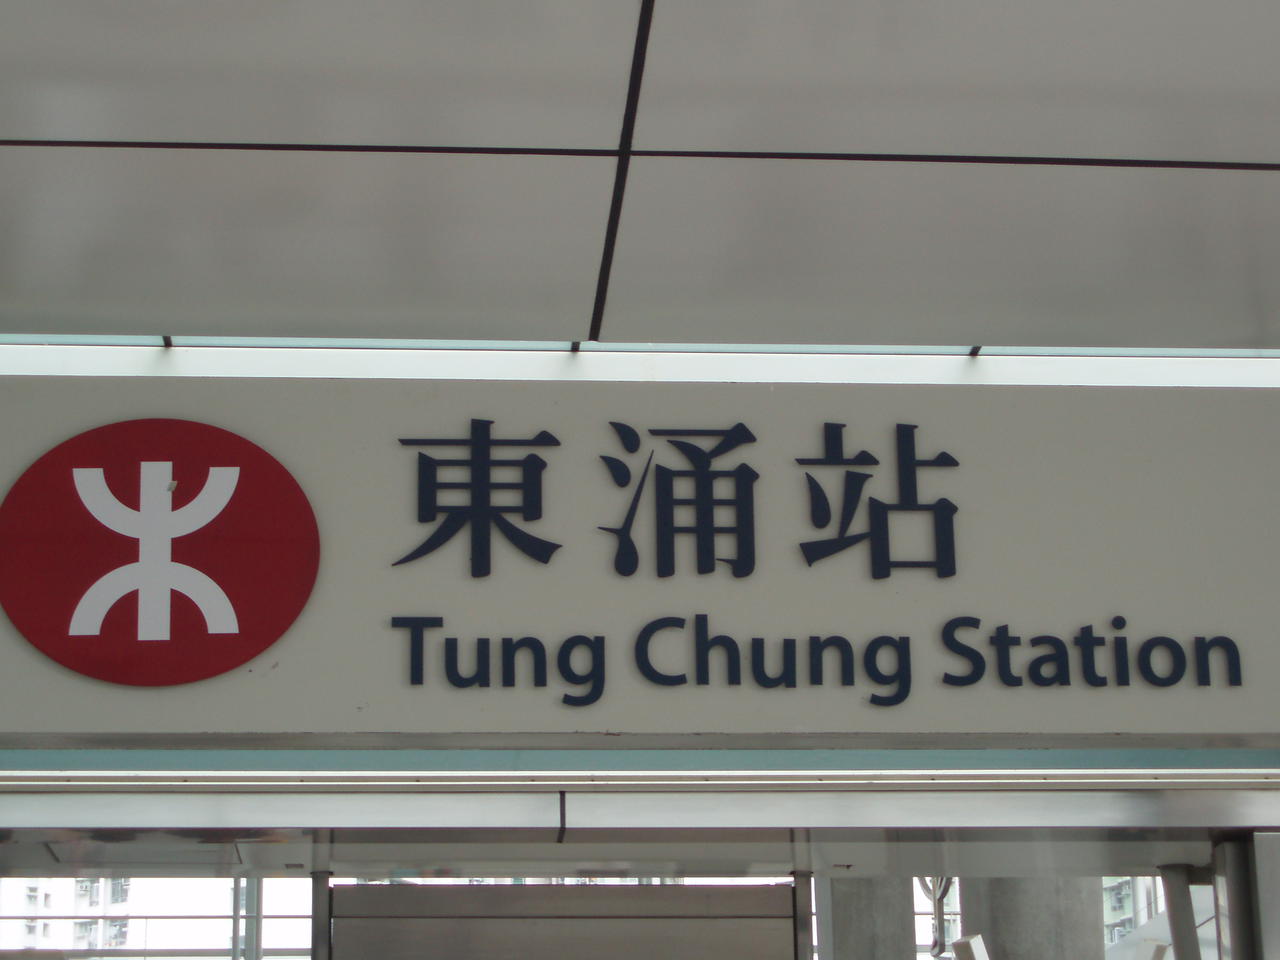 東涌站
Tung Chung Station